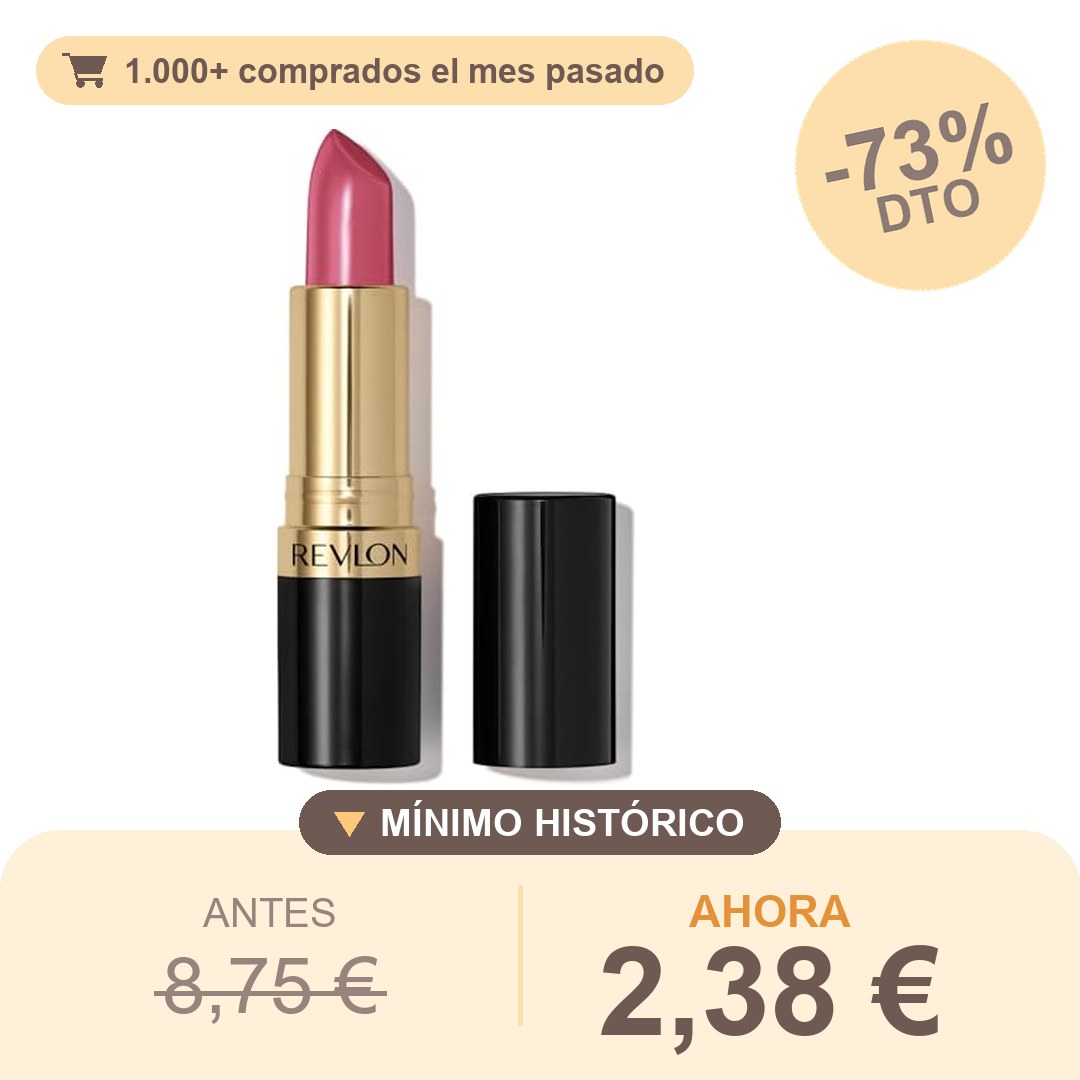 1.000+ comprados el mes pasado
-73%
DTO
REVLON
MÍNIMO HISTÓRICO
ANTES
8,75 €
AHORA
2,38 €